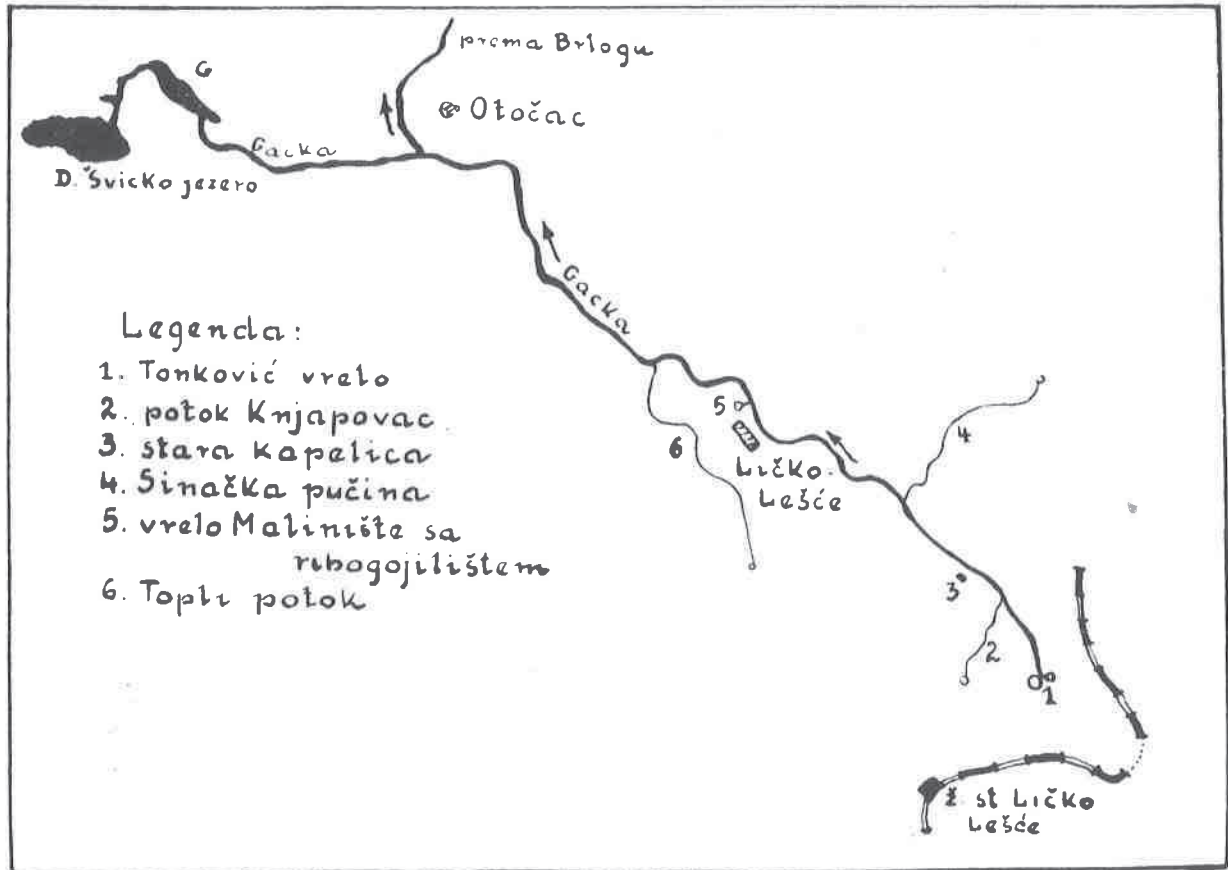 prema Brlogu
G
Otočac
Gacka
D. Švicko jezero
Gacka
Legenda:
1. Tonković vrelo
2. potok Knjapovac
3. stara kapelica
4. Sinačka pučina
5. vrelo Malinište sa
ribogojilištem
6. Topli potok
5
6
4
Ličko
Lešće
3
2
1
ž. st Ličko
Lešće